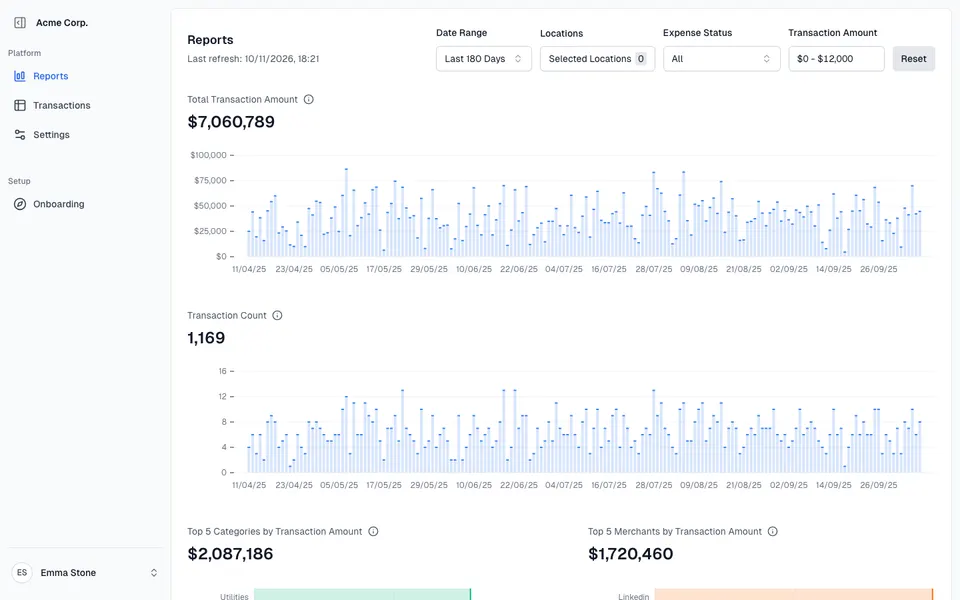 Acme Corp.
Platform
Reports
Transactions
Settings
Setup
Onboarding
ES
Emma Stone
Reports
Last refresh: 10/11/2026, 18:21
Date Range
Last 180 Days
Locations
Selected Locations 0
Expense Status
All
Transaction Amount
$0 - $12,000
Reset
Total Transaction Amount
$7,060,789
$100,000
$75,000
$50,000
$25,000
$0
11/04/25 23/04/25 05/05/25 17/05/25 29/05/25 10/06/25 22/06/25 04/07/25 16/07/25 28/07/25 09/08/25 21/08/25 02/09/25 14/09/25 26/09/25
Transaction Count
1,169
16
12
8
4
0
11/04/25 23/04/25 05/05/25 17/05/25 29/05/25 10/06/25 22/06/25 04/07/25 16/07/25 28/07/25 09/08/25 21/08/25 02/09/25 14/09/25 26/09/25
Top 5 Categories by Transaction Amount
$2,087,186
Utilities
Top 5 Merchants by Transaction Amount
$1,720,460
Linkedin